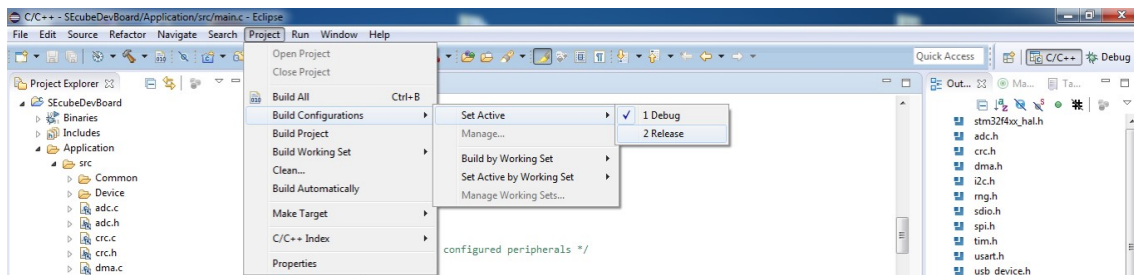 C/C++ - SEcubeDevBoard/Application/src/main.c - Eclipse
File Edit Source Refactor Navigate Search Project Run Window Help
Quick Access
C/C++
Debug
Project Explorer
SEcubeDevBoard
Binaries
Includes
Application
src
Common
Device
adc.c
adc.h
crc.c
crc.h
dma.c
Open Project
Close Project
Build All Ctrl+B
Build Configurations
Build Project
Build Working Set
Clean...
Build Automatically
Make Target
C/C++ Index
Properties
Set Active
Manage...
Build by Working Set
Set Active by Working Set
Manage Working Sets...
1 Debug
2 Release
configured peripherals */
Out...
Ma...
Ta...
stm32f4xx_hal.h
adc.h
crc.h
dma.h
i2c.h
rng.h
sdio.h
spi.h
tim.h
usart.h
usb_device.h